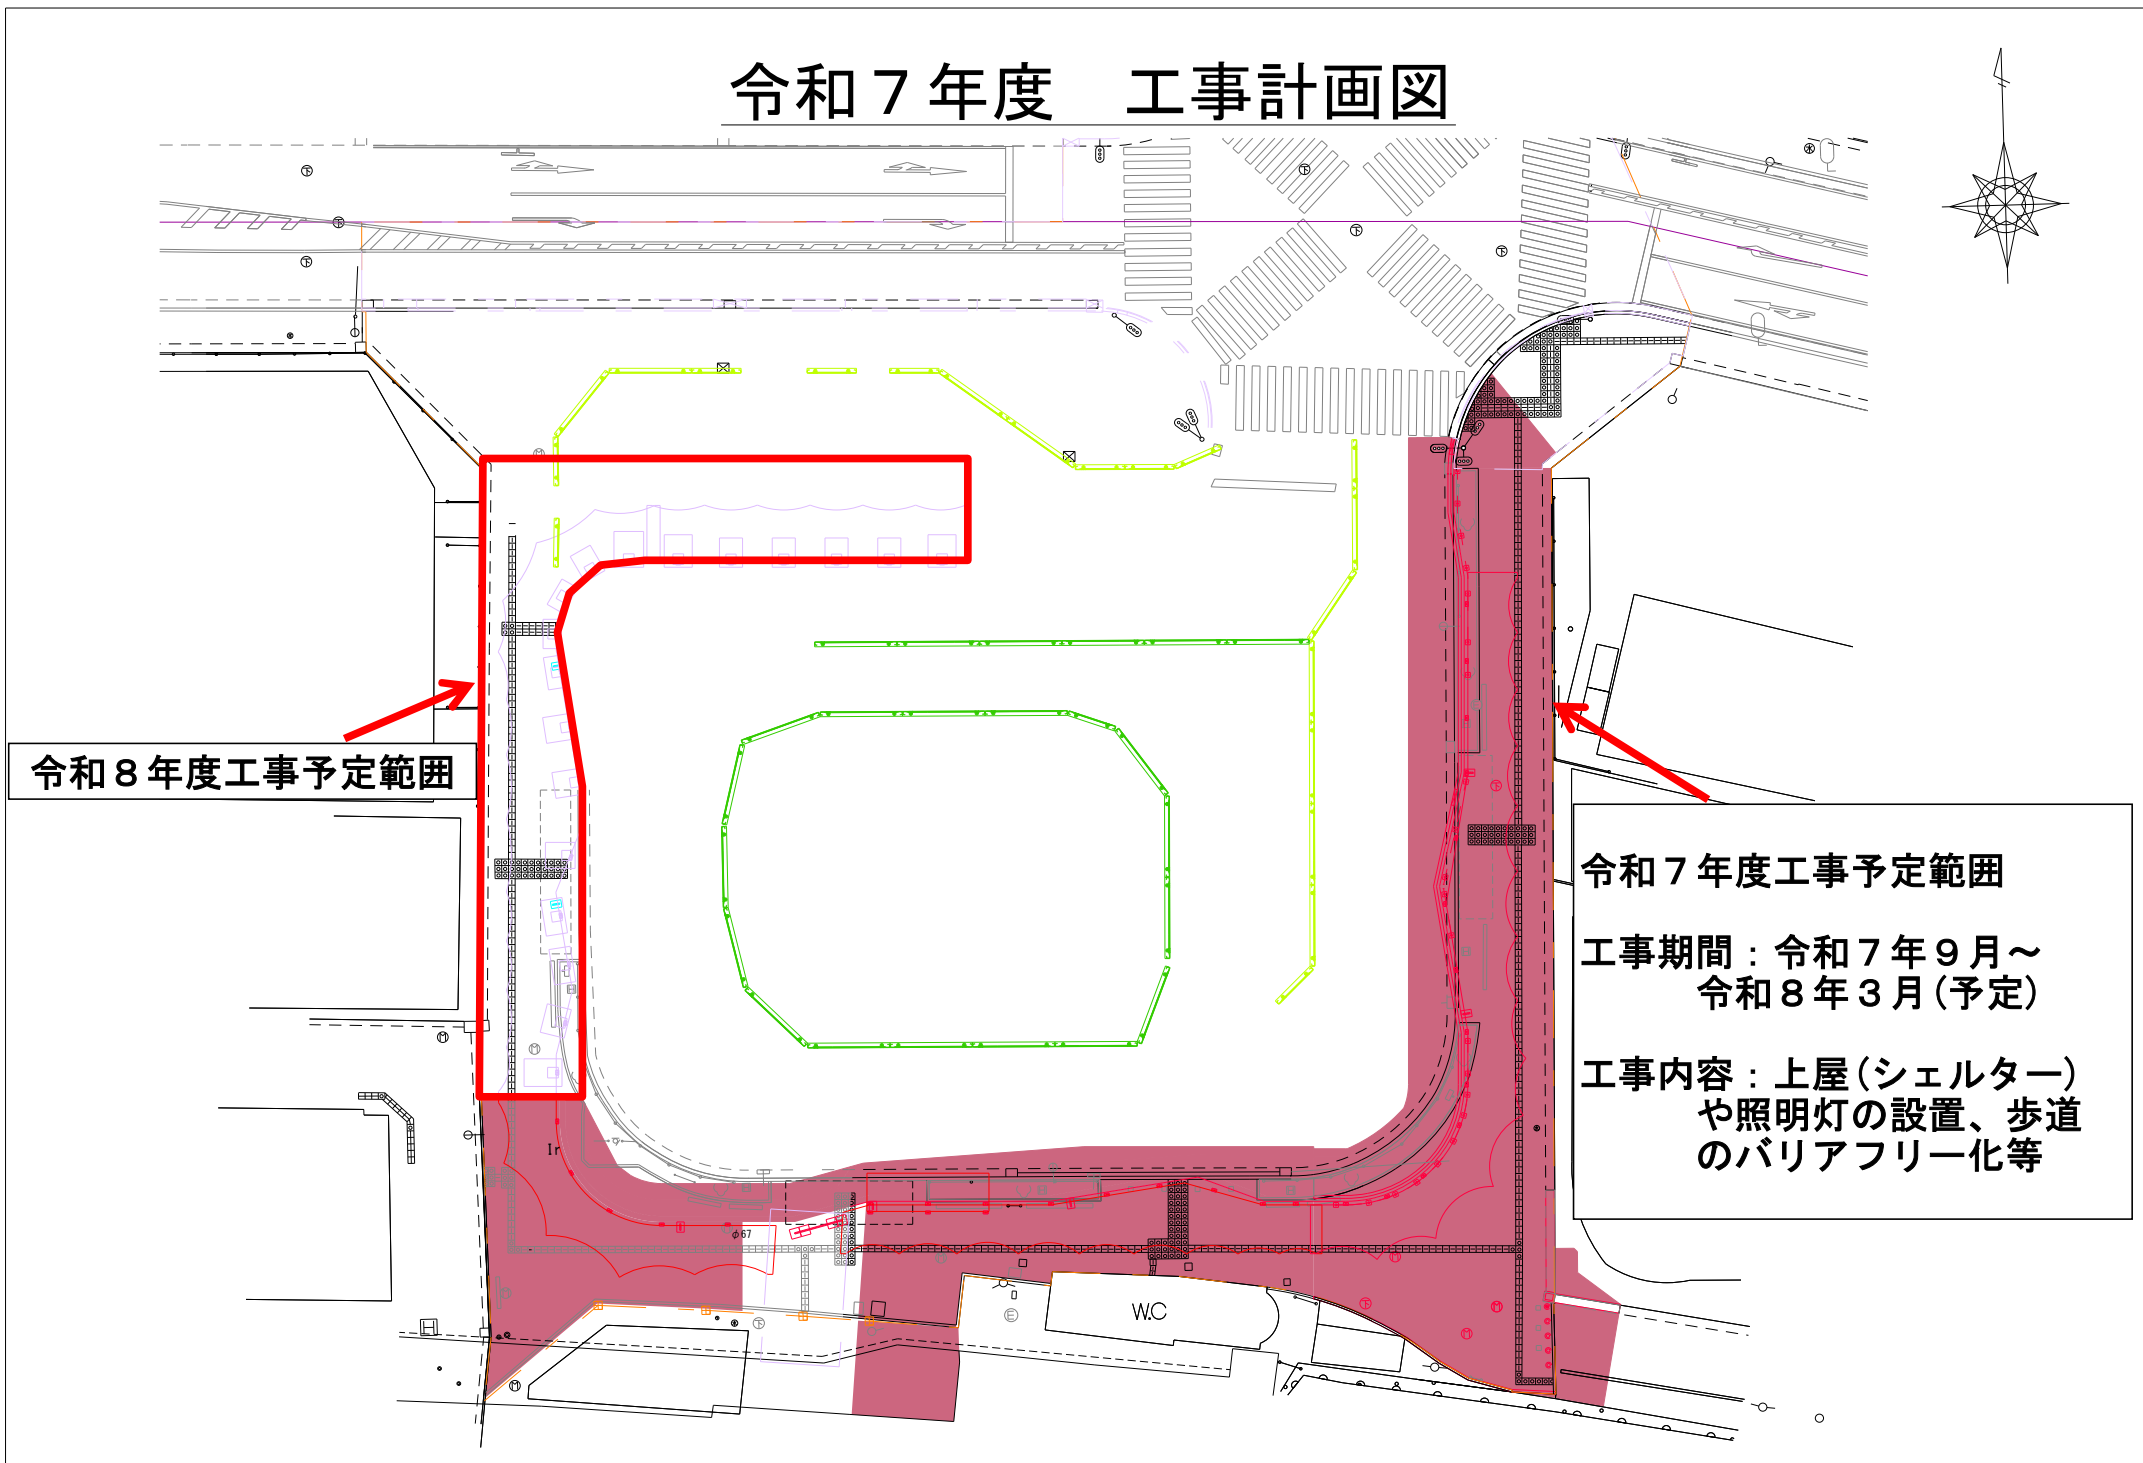 令和７年度　工事計画図
令和８年度工事予定範囲
令和７年度工事予定範囲
工事期間：令和７年９月～
令和８年３月(予定)
工事内容：上屋(シェルター)
や照明灯の設置、歩道
のバリアフリー化等
Ir
φ67
W.C